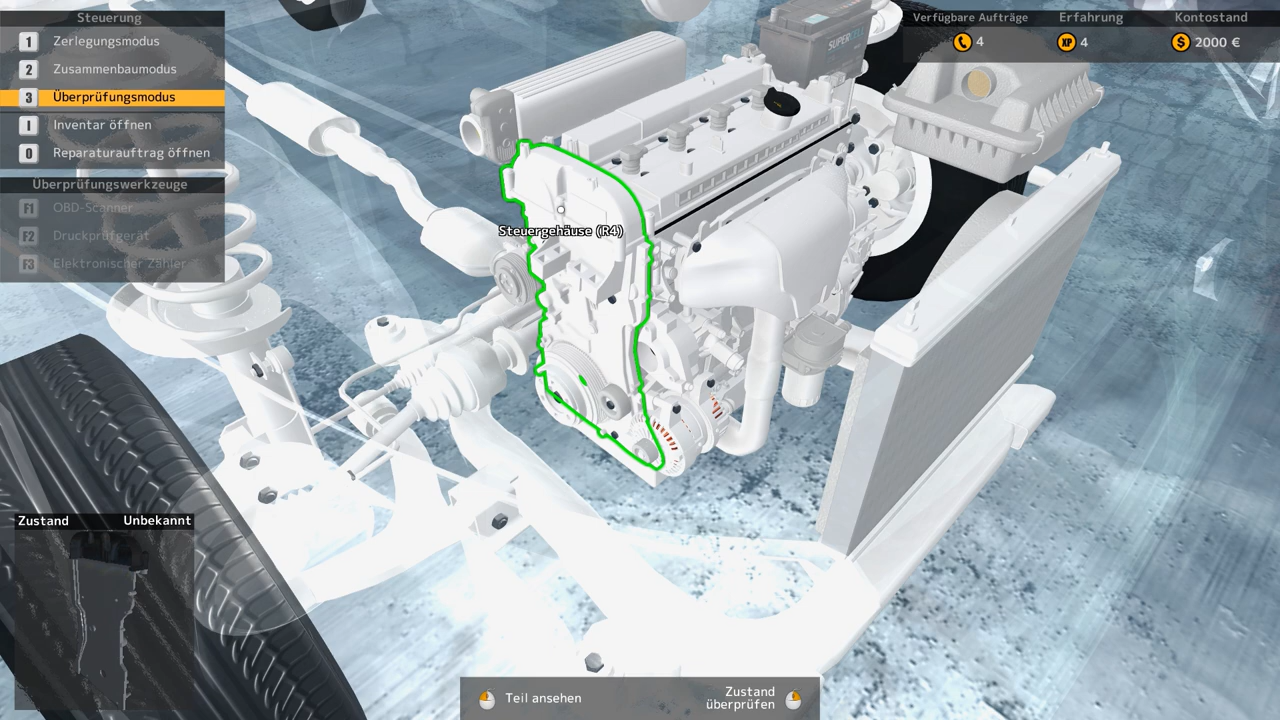 Steuerung
1 Zerlegungsmodus
2 Zusammenbaumodus
3 Überprüfungsmodus
I Inventar öffnen
O Reparaturauftrag öffnen
Überprüfungswerkzeuge
F1 OBD-Scanner
F2 Druckprüfgerät
F3 Elektronischer Zähler
Verfügbare Aufträge Erfahrung Kontostand
4 XP 4 $ 2000 €
SUPERCELL
Steuergehäuse (R4)
Zustand Unbekannt
Teil ansehen
Zustand
überprüfen